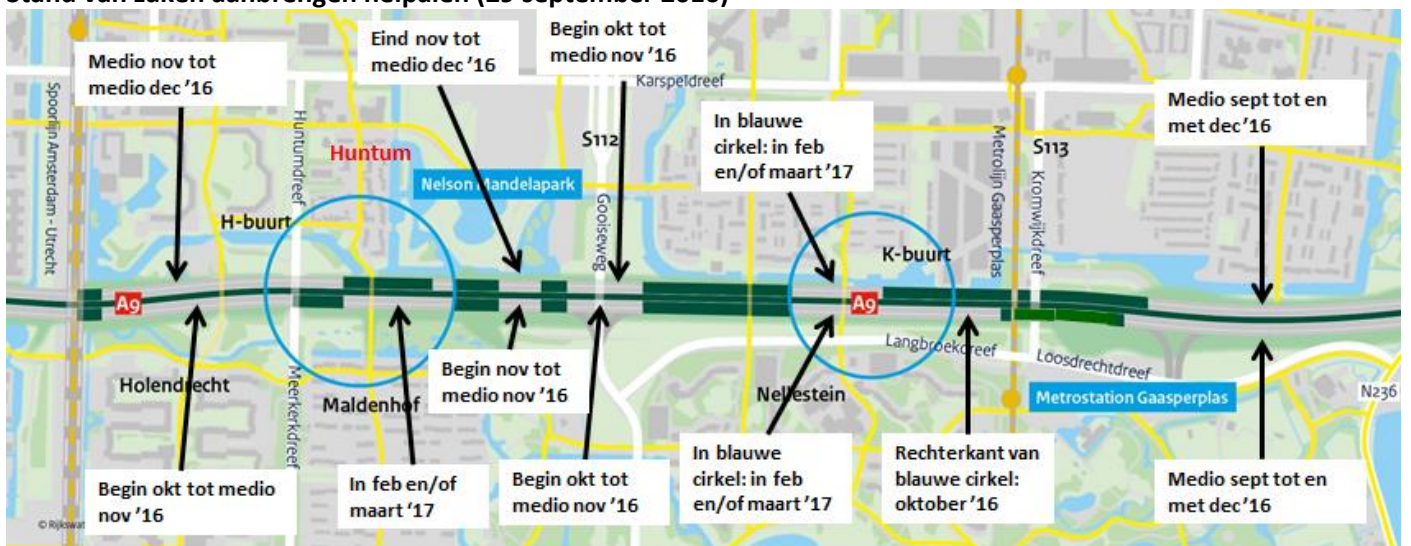 Stand van zaken aanbrengen heipalen (29 september 2016)
Medio nov tot
medio dec '16
Eind nov tot
medio dec '16
Begin okt tot
medio nov '16
Karspeldreef
In blauwe
cirkel: in feb
en/of maart '17
Medio sept tot en
met dec '16
Spoorlijn Amsterdam - Utrecht
Huntumdreef
Huntum
Nelson Mandelapark
S112
Gooiseweg
Metrolijn Gaasperplas
S113
Kromwijkdreef
H-buurt
K-buurt
A9
A9
Holendrecht
Meerkerkdreef
Maldenhof
Begin nov tot
medio nov '16
Nellestein
Langbroekdreef
Loosdrechtdreef
Metrostation Gaasperplas
N236
Begin okt tot medio
nov '16
In feb en/of
maart '17
Begin okt tot
medio nov '16
In blauwe
cirkel: in feb
en/of maart '17
Rechterkant van
blauwe cirkel:
oktober '16
Medio sept tot en
met dec '16
© Rijkswat